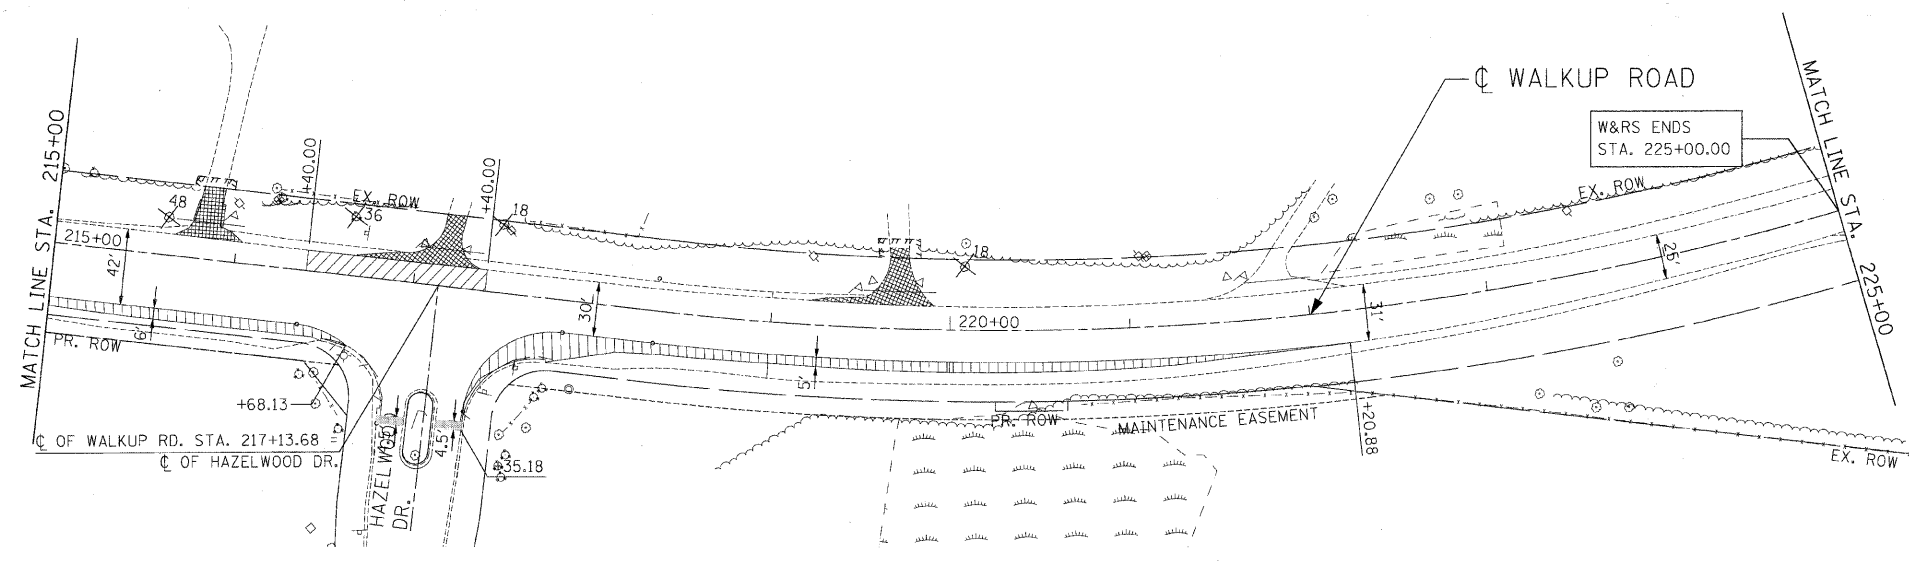 MATCH LINE STA. 215+00
215+00
42'
6'
PR. ROW
48
+40.00
EX. ROW
36
+40.00
18
30'
18
220+00
5'
℄ WALKUP ROAD
W&RS ENDS
STA. 225+00.00
MATCH LINE STA. 225+00
EX. ROW
26'
31'
+68.13
℄ OF WALKUP RD. STA. 217+13.68
℄ OF HAZELWOOD DR.
HAZELWOOD
DR.
4.5'
+35.18
PR. ROW
MAINTENANCE EASEMENT
+20.88
EX. ROW